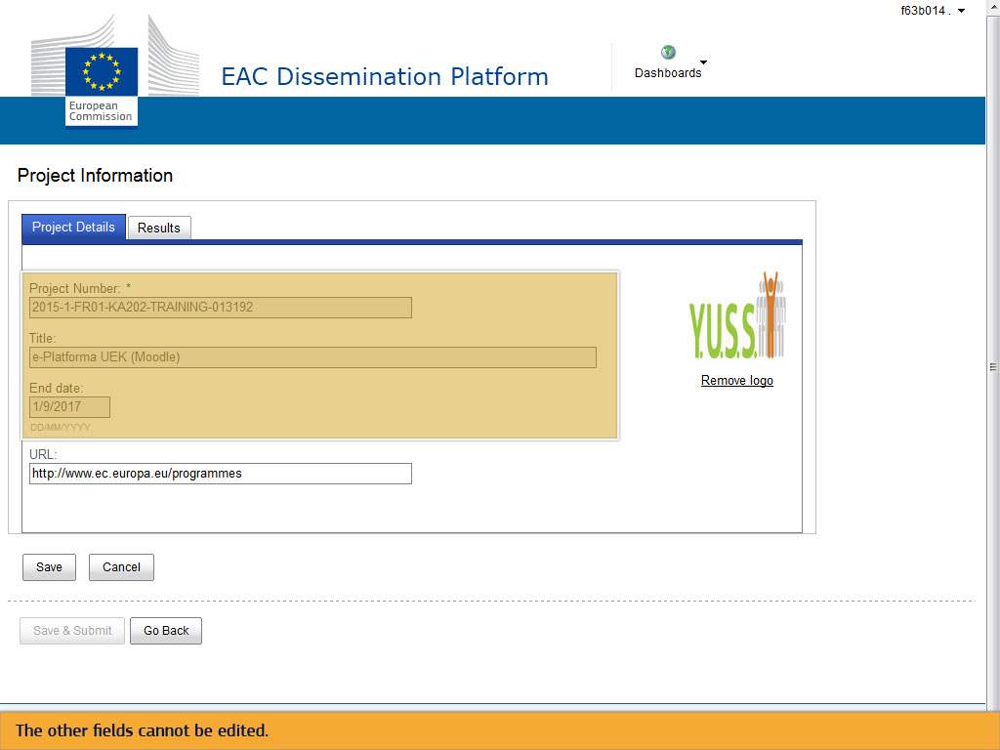 f63b014 .
EAC Dissemination Platform
Dashboards
European
Commission
Project Information
Project Details
Results
Project Number: *
2015-1-FR01-KA202-TRAINING-013192
Title:
e-Platforma UEK (Moodle)
End date:
1/9/2017
DD/MM/YYYY
Y.U.S.S.
Remove logo
URL:
http://www.ec.europa.eu/programmes
Save
Cancel
Save & Submit
Go Back
The other fields cannot be edited.